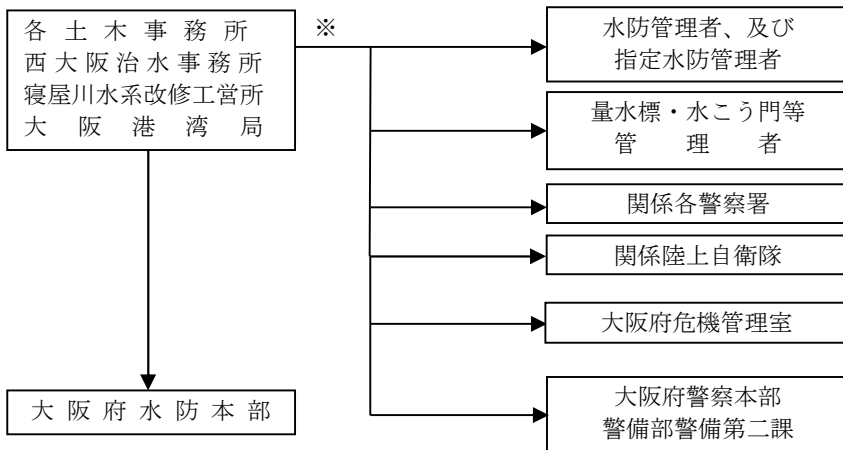 各土木事務所
西大阪治水事務所
寝屋川水系改修工営所
大阪港湾局
※
水防管理者、及び
指定水防管理者
量水標・水こう門等
管理者
関係各警察署
関係陸上自衛隊
大阪府危機管理室
大阪府水防本部
大阪府警察本部
警備部警備第二課